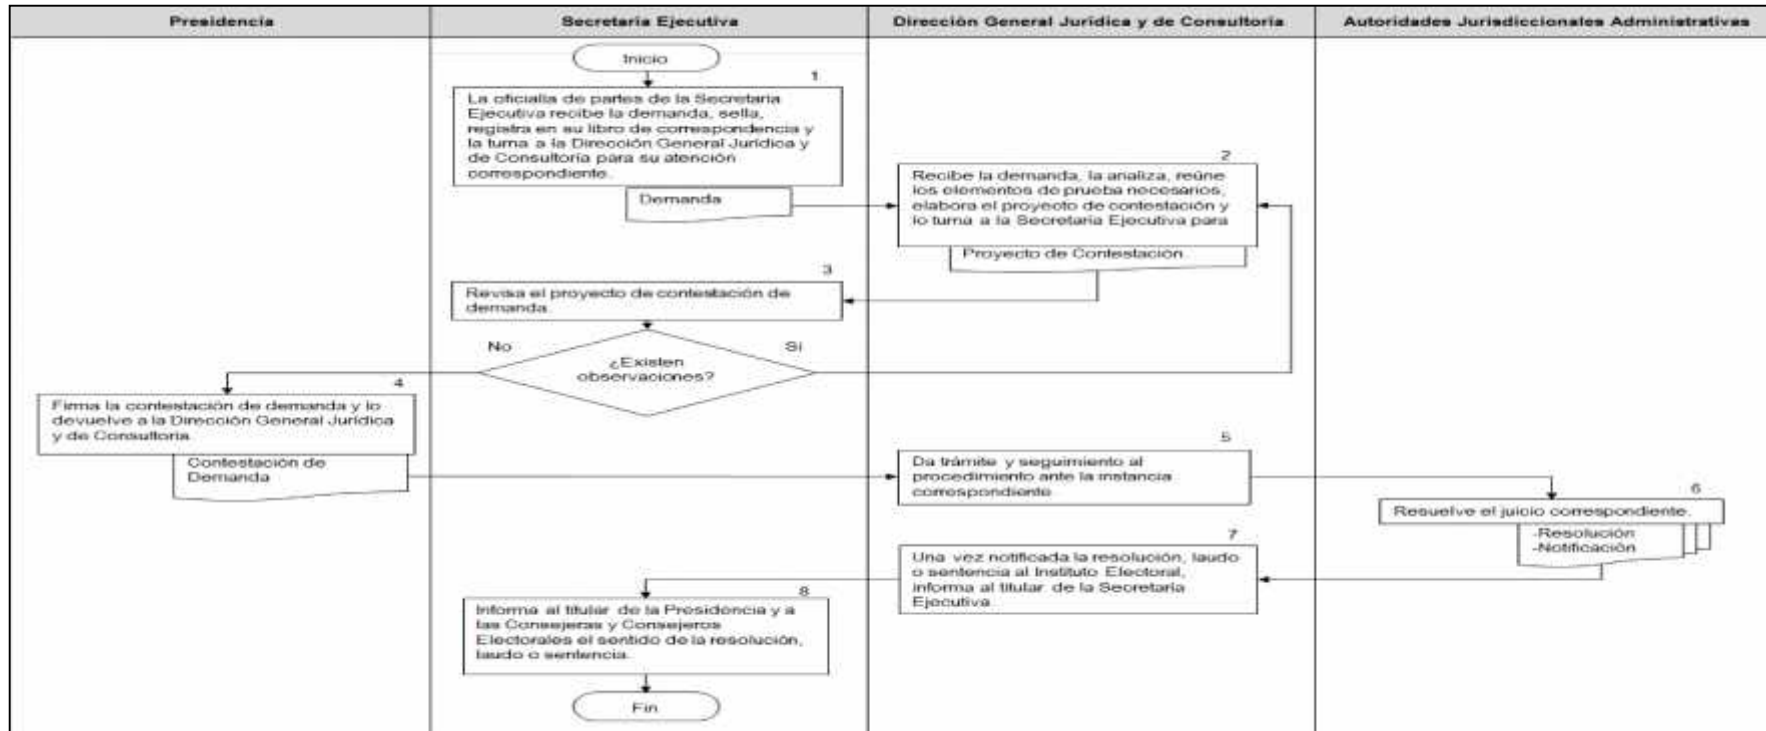 Presidencia
Secretaria Ejecutiva
Dirección General Jurídica y de Consultoría
Autoridades Jurisdiccionales Administrativas
Inicio
1
La oficialía de partes de la Secretaria
Ejecutiva recibe la demanda, sella,
registra en su libro de correspondencia y
la turna a la Dirección General Jurídica y
de Consultoría para su atención
correspondiente.
Demanda
2
Recibe la demanda, la analiza, reúne
los elementos de prueba necesarios,
elabora el proyecto de contestación y
lo turna a la Secretaría Ejecutiva para
Proyecto de Contestación.
3
Revisa el proyecto de contestación de
demanda.
No
Sí
¿Existen
observaciones?
4
Firma la contestación de demanda y lo
devuelve a la Dirección General Jurídica
y de Consultoría.
Contestación de
Demanda
5
Da trámite y seguimiento al
procedimiento ante la instancia
correspondiente
6
Resuelve el juicio correspondiente.
-Resolución
-Notificación
7
Una vez notificada la resolución, laudo
o sentencia al Instituto Electoral,
informa al titular de la Secretaría
Ejecutiva
8
Informa al titular de la Presidencia y a
las Consejeras y Consejeros
Electorales el sentido de la resolución,
laudo o sentencia.
Fin